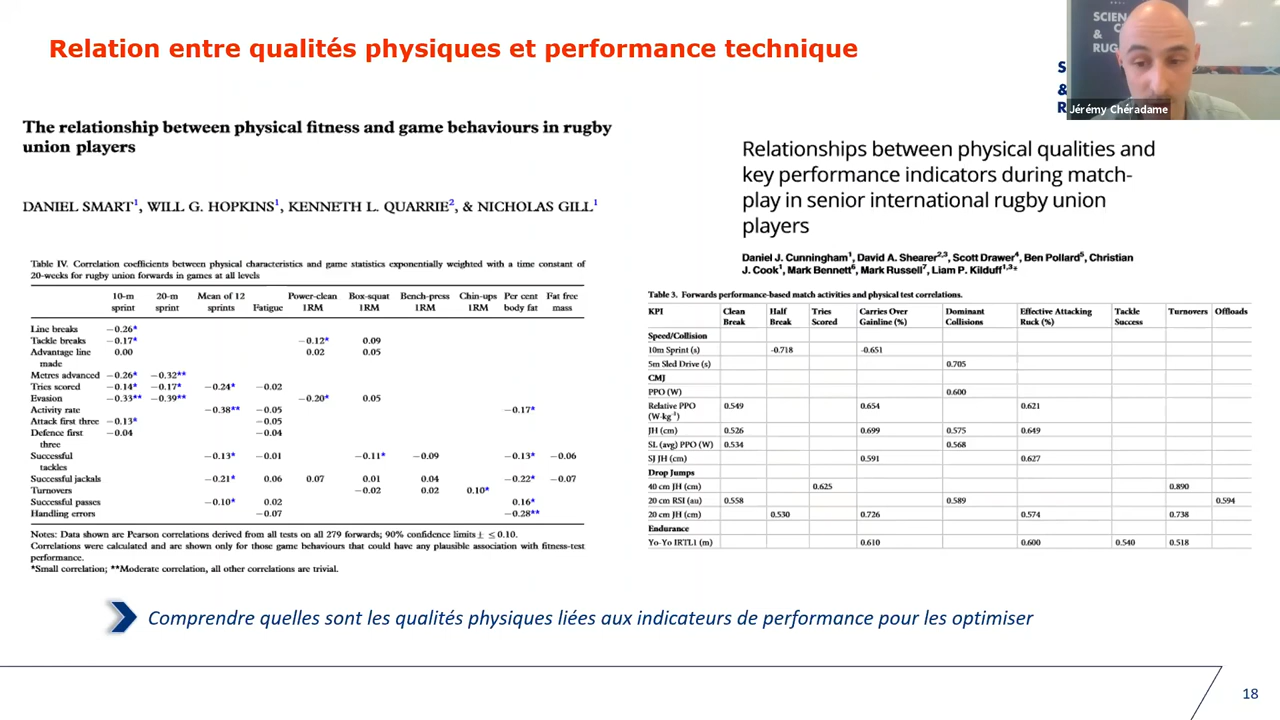 Relation entre qualités physiques et performance technique
SCIEN
C
&
RUG
S
&
R
Jérémy Chéradame
The relationship between physical fitness and game behaviours in rugby
union players
DANIEL SMART1, WILL G. HOPKINS1, KENNETH L. QUARRIE2, & NICHOLAS GILL1
Table IV. Correlation coefficients between physical characteristics and game statistics exponentially weighted with a time constant of
20-weeks for rugby union forwards in games at all levels
10-m 20-m Mean of 12 Power-clean Box-squat Bench-press Chin-ups Per cent Fat free
sprint sprint sprints Fatigue 1RM 1RM 1RM 1RM body fat mass
Line breaks −0.26*
Tackle breaks −0.17* −0.12* 0.09
Advantage line 0.00 0.02 0.05
made
Metres advanced −0.26* −0.32**
Tries scored −0.14* −0.17* −0.24* −0.02
Evasion −0.33** −0.39** −0.20* 0.05
Activity rate −0.38** −0.05 −0.17*
Attack first three −0.13* −0.05
Defence first −0.04 −0.04
three
Successful −0.13* −0.01 −0.11* −0.09 −0.13* −0.06
tackles
Successful jackals −0.21* 0.06 0.07 0.01 0.04 −0.22* −0.07
Turnovers −0.02 0.02 0.10*
Successful passes −0.10* 0.02 0.16*
Handling errors −0.07 −0.28**
Notes: Data shown are Pearson correlations derived from all tests on all 279 forwards; 90% confidence limits ± ≤0.10.
Correlations were calculated and are shown only for those game behaviours that could have any plausible association with fitness-test
performance.
*Small correlation; **Moderate correlation, all other correlations are trivial.
Relationships between physical qualities and
key performance indicators during match-
play in senior international rugby union
players
Daniel J. Cunningham1, David A. Shearer2,3, Scott Drawer4, Ben Pollard5, Christian
J. Cook1, Mark Bennett6, Mark Russell7, Liam P. Kilduff1,3*
Table 3. Forwards performance-based match activities and physical test correlations.
KPI Clean Half Tries Carries Over Dominant Effective Attacking Tackle Turnovers Offloads
Break Break Scored Gainline (%) Collisions Ruck (%) Success
Speed/Collision
10m Sprint (s) -0.718 -0.651
5m Sled Drive (s) 0.705
CMJ
PPO (W) 0.600
Relative PPO 0.549 0.654 0.621
(W·kg-1)
JH (cm) 0.526 0.699 0.575 0.649
SL (avg) PPO (W) 0.534 0.568
SJ JH (cm) 0.591 0.627
Drop Jumps
40 cm JH (cm) 0.625 0.890
20 cm RSI (au) 0.558 0.589 0.594
20 cm JH (cm) 0.530 0.726 0.574 0.738
Endurance
Yo-Yo IRTL1 (m) 0.610 0.600 0.540 0.518
Comprendre quelles sont les qualités physiques liées aux indicateurs de performance pour les optimiser
18